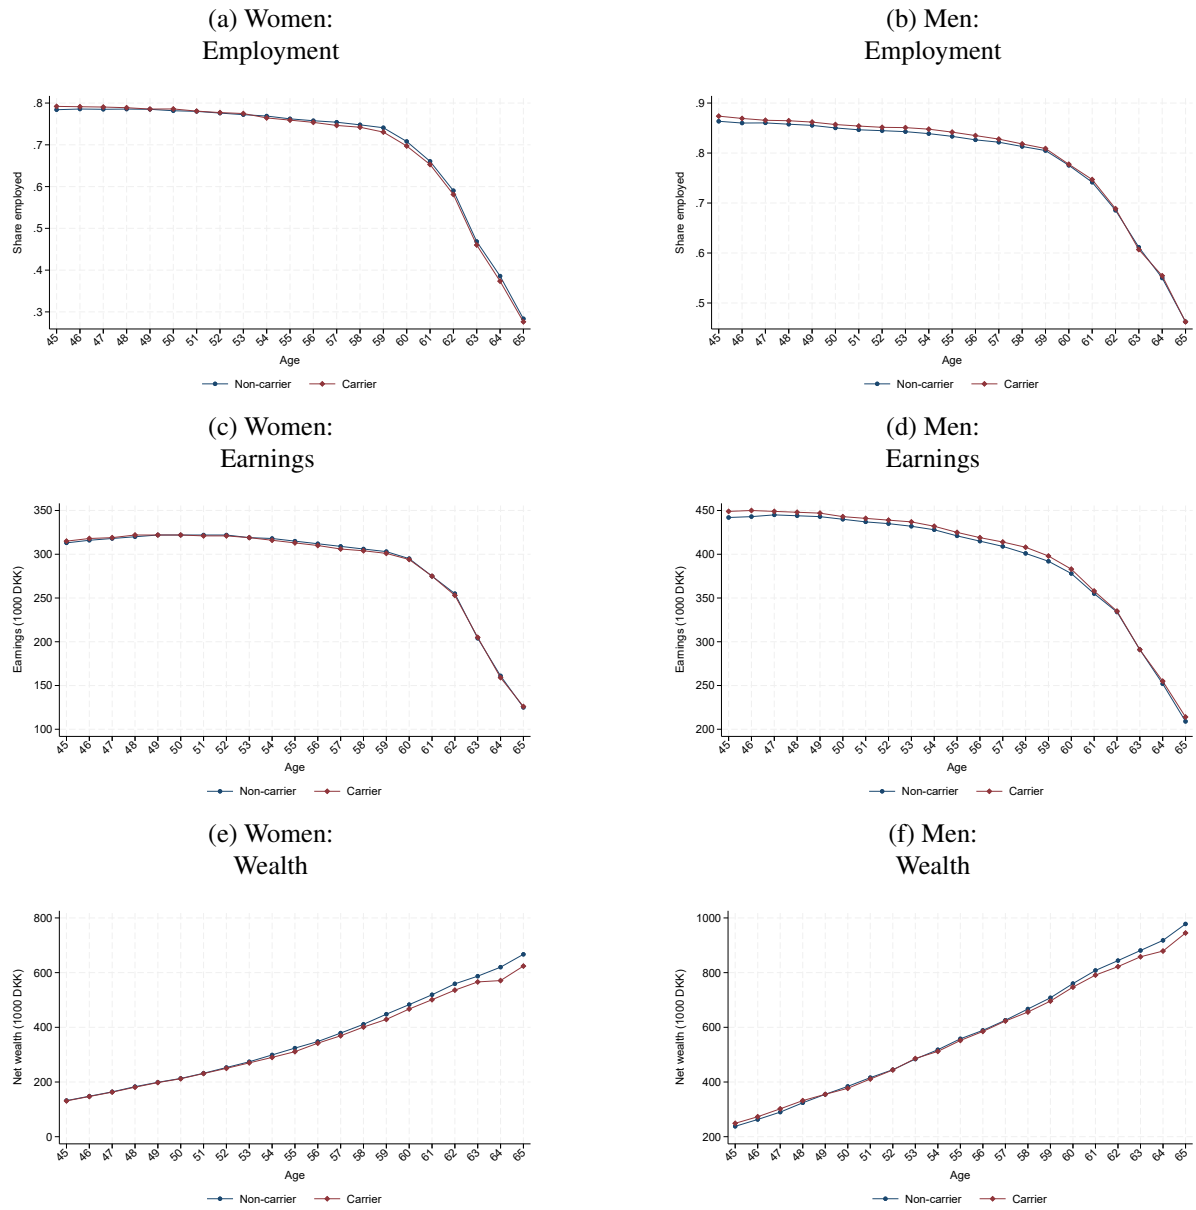 (a) Women:
Employment
Share employed
.8
.7
.6
.5
.4
.3
45 46 47 48 49 50 51 52 53 54 55 56 57 58 59 60 61 62 63 64 65
Age
Non-carrier Carrier
(b) Men:
Employment
Share employed
.9
.8
.7
.6
.5
45 46 47 48 49 50 51 52 53 54 55 56 57 58 59 60 61 62 63 64 65
Age
Non-carrier Carrier
(c) Women:
Earnings
Earnings (1000 DKK)
350
300
250
200
150
100
45 46 47 48 49 50 51 52 53 54 55 56 57 58 59 60 61 62 63 64 65
Age
Non-carrier Carrier
(d) Men:
Earnings
Earnings (1000 DKK)
450
400
350
300
250
200
45 46 47 48 49 50 51 52 53 54 55 56 57 58 59 60 61 62 63 64 65
Age
Non-carrier Carrier
(e) Women:
Wealth
Net wealth (1000 DKK)
800
600
400
200
0
45 46 47 48 49 50 51 52 53 54 55 56 57 58 59 60 61 62 63 64 65
Age
Non-carrier Carrier
(f) Men:
Wealth
Net wealth (1000 DKK)
1000
800
600
400
200
45 46 47 48 49 50 51 52 53 54 55 56 57 58 59 60 61 62 63 64 65
Age
Non-carrier Carrier